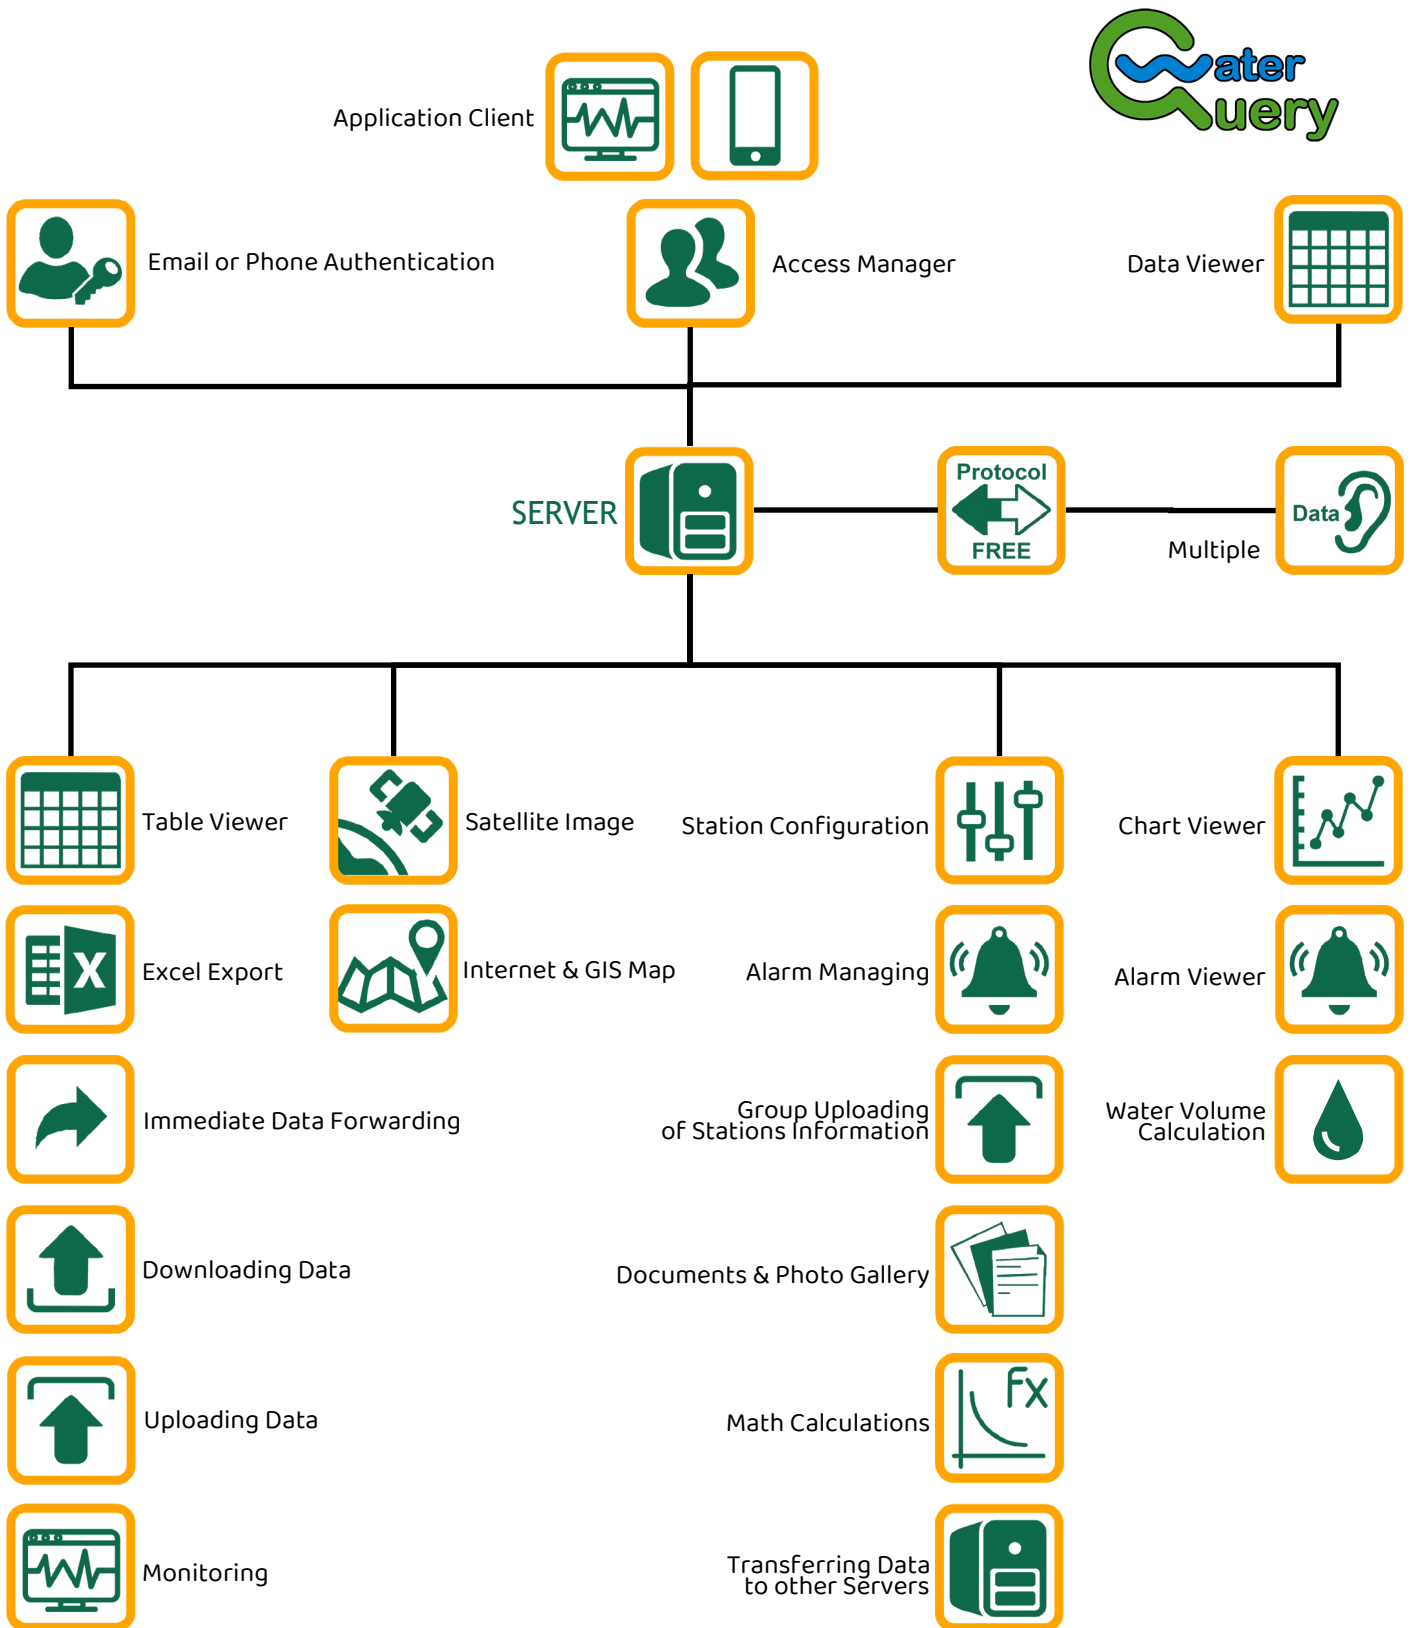 Water
Query
Application Client
Email or Phone Authentication
Access Manager
Data Viewer
SERVER
Protocol
FREE
Data
Multiple
Table Viewer
Satellite Image
Station Configuration
Chart Viewer
X
Excel Export
Internet & GIS Map
Alarm Managing
Alarm Viewer
Immediate Data Forwarding
Group Uploading
of Stations Information
Water Volume
Calculation
Downloading Data
Documents & Photo Gallery
Uploading Data
Math Calculations
Fx
Monitoring
Transferring Data
to other Servers